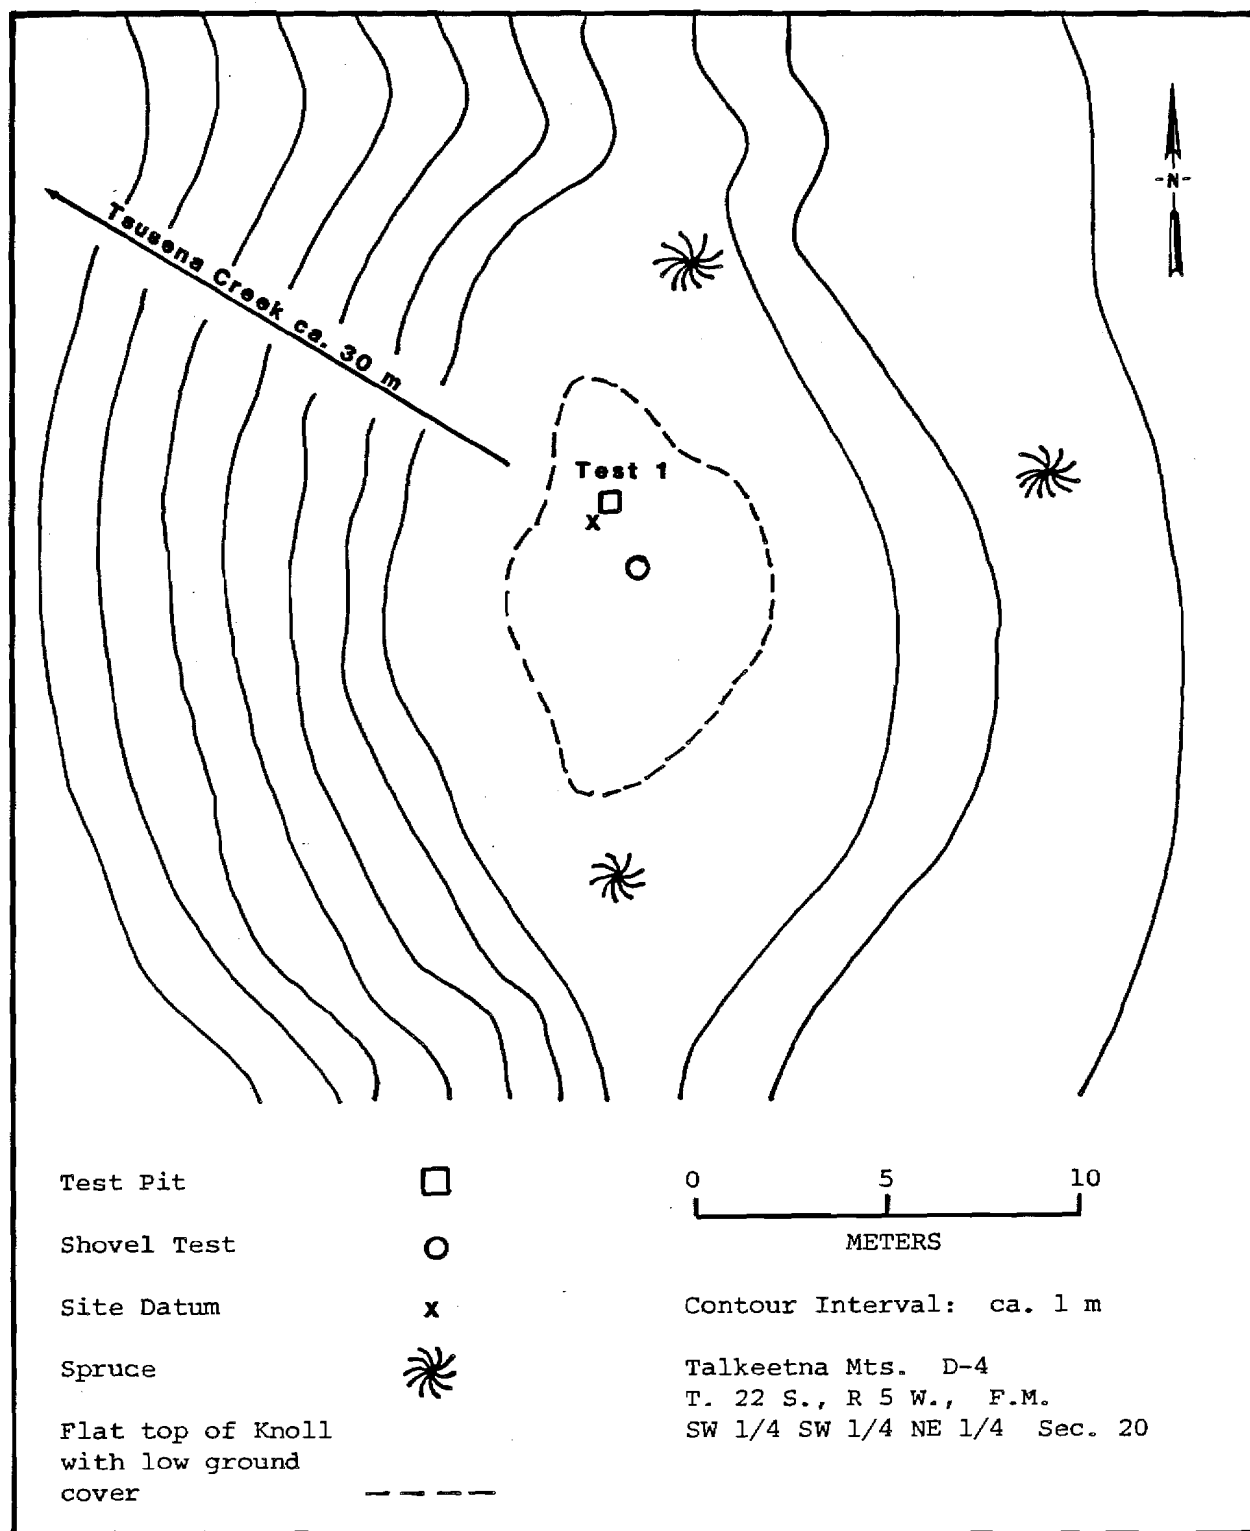 -N-
Tsusena Creek ca. 30 m
Test 1
x
Test Pit
Shovel Test
Site Datum x
Spruce
Flat top of Knoll
with low ground
cover
0 5 10
METERS
Contour Interval: ca. 1 m
Talkeetna Mts. D-4
T. 22 S., R 5 W., F.M.
SW 1/4 SW 1/4 NE 1/4 Sec. 20